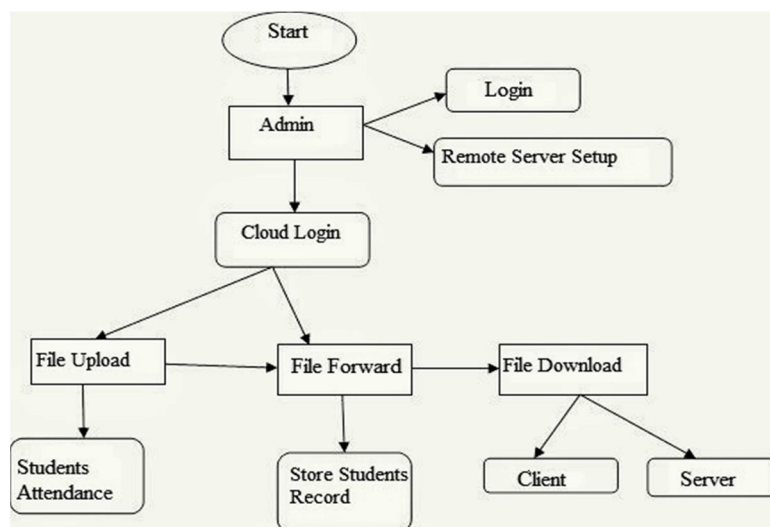 Start
Login
Admin
Remote Server Setup
Cloud Login
File Upload
File Forward
File Download
Students
Attendance
Store Students
Record
Client
Server